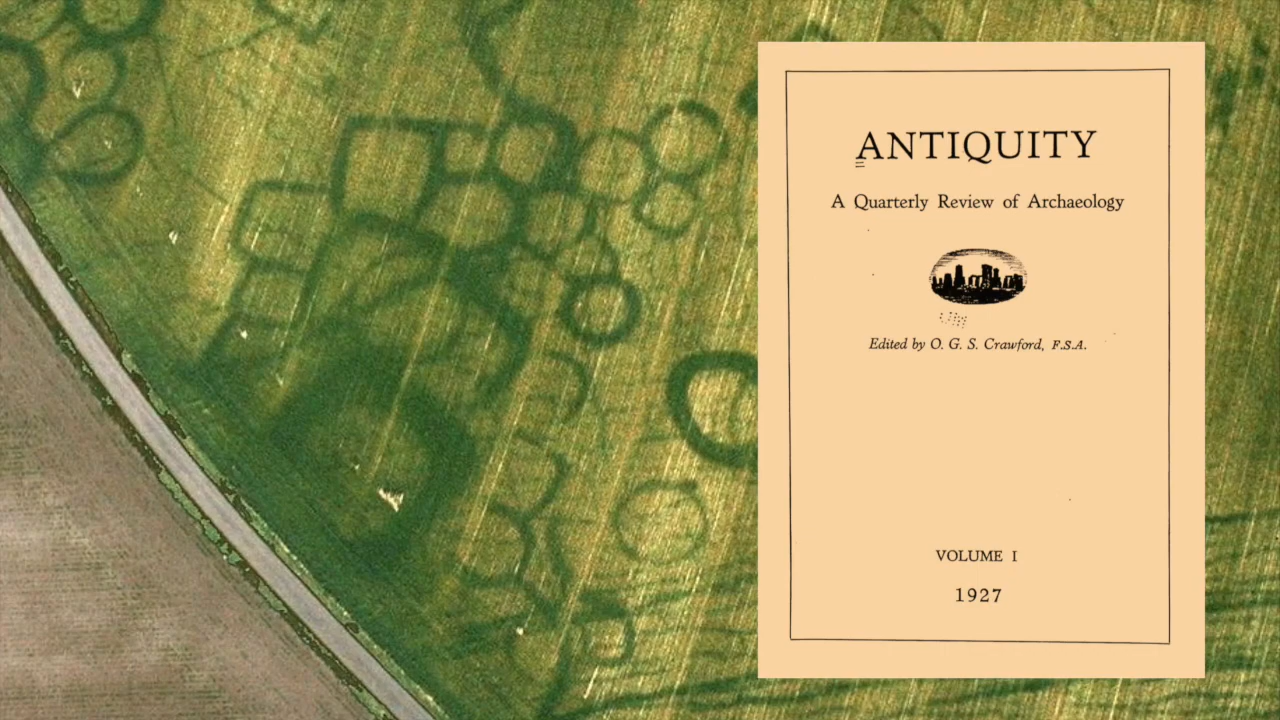 ANTIQUITY
A Quarterly Review of Archaeology
Edited by O. G. S. Crawford, F.S.A.
VOLUME I
1927